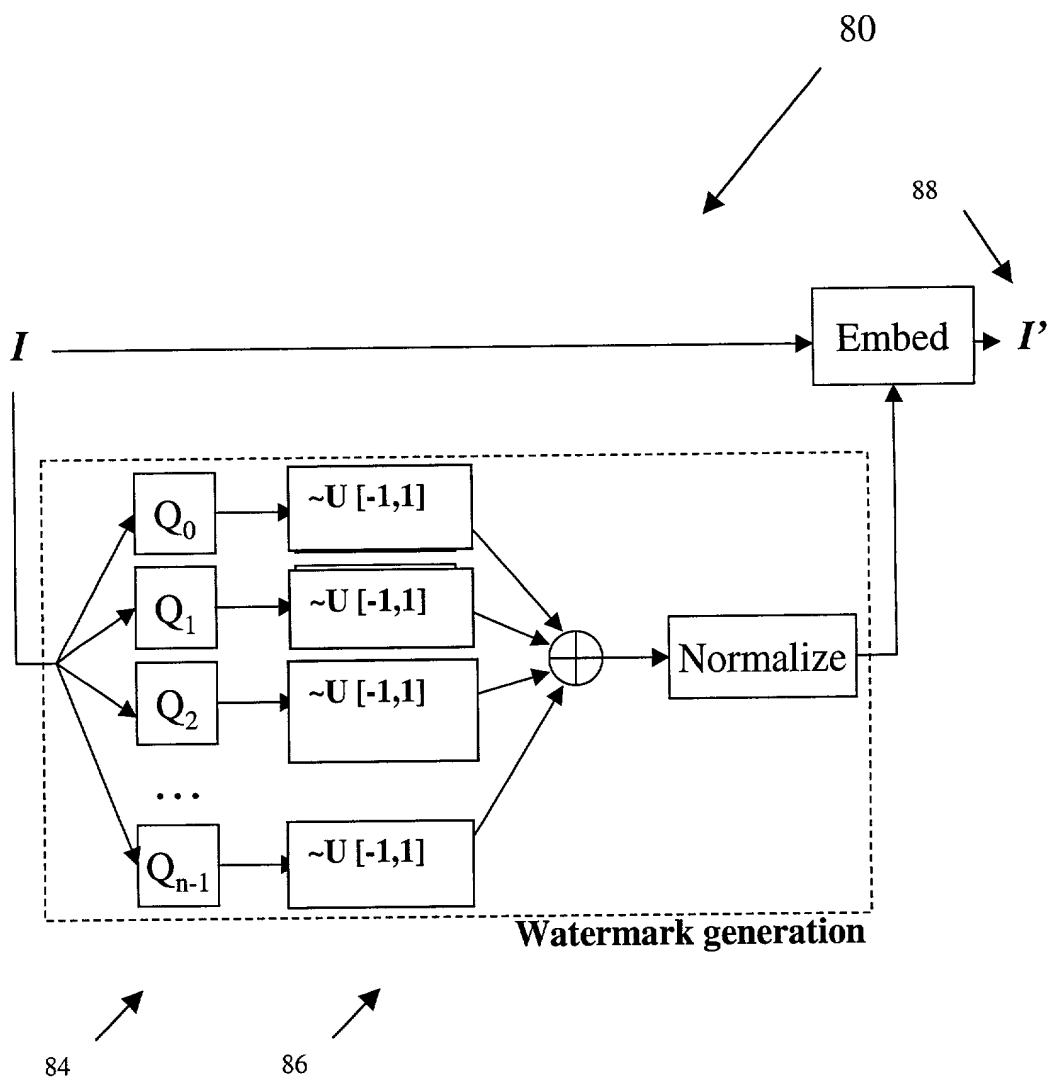 80
88
I
Embed
I’
Q0
~U [-1,1]
Q1
~U [-1,1]
Normalize
Q2
~U [-1,1]
...
Qn-1
~U [-1,1]
Watermark generation
84
86